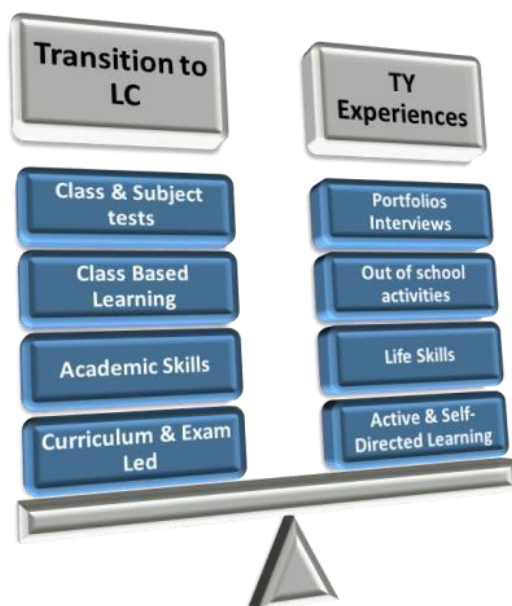 Transition to
LC
Class & Subject
tests
Class Based
Learning
Academic Skills
Curriculum & Exam
Led
TY
Experiences
Portfolios
Interviews
Out of school
activities
Life Skills
Active & Self-
Directed Learning